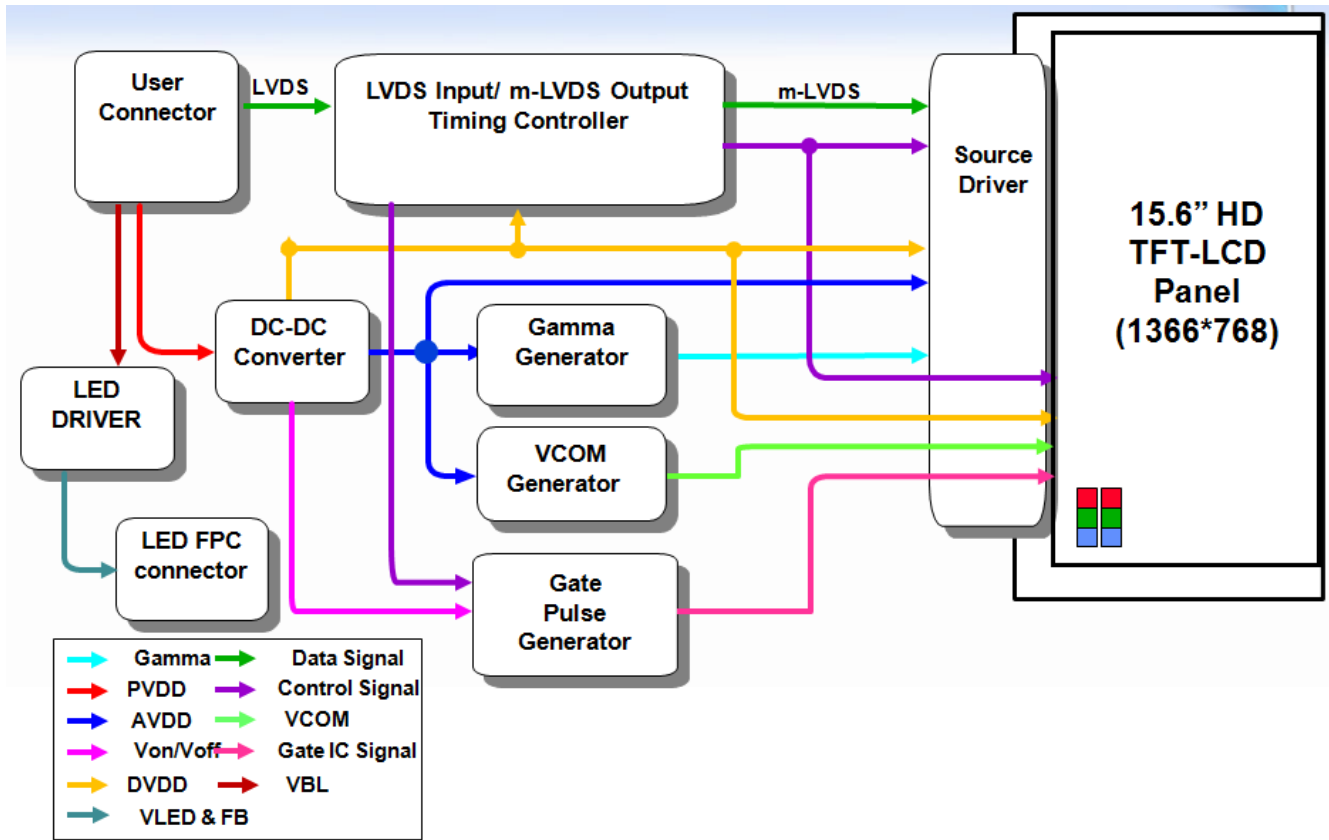 User
Connector
LVDS
LVDS Input/ m-LVDS Output
Timing Controller
m-LVDS
Source
Driver
15.6” HD
TFT-LCD
Panel
(1366*768)
DC-DC
Converter
Gamma
Generator
LED
DRIVER
VCOM
Generator
LED FPC
connector
Gate
Pulse
Generator
Gamma
Data Signal
PVDD
Control Signal
AVDD
VCOM
Von/Voff
Gate IC Signal
DVDD
VBL
VLED & FB